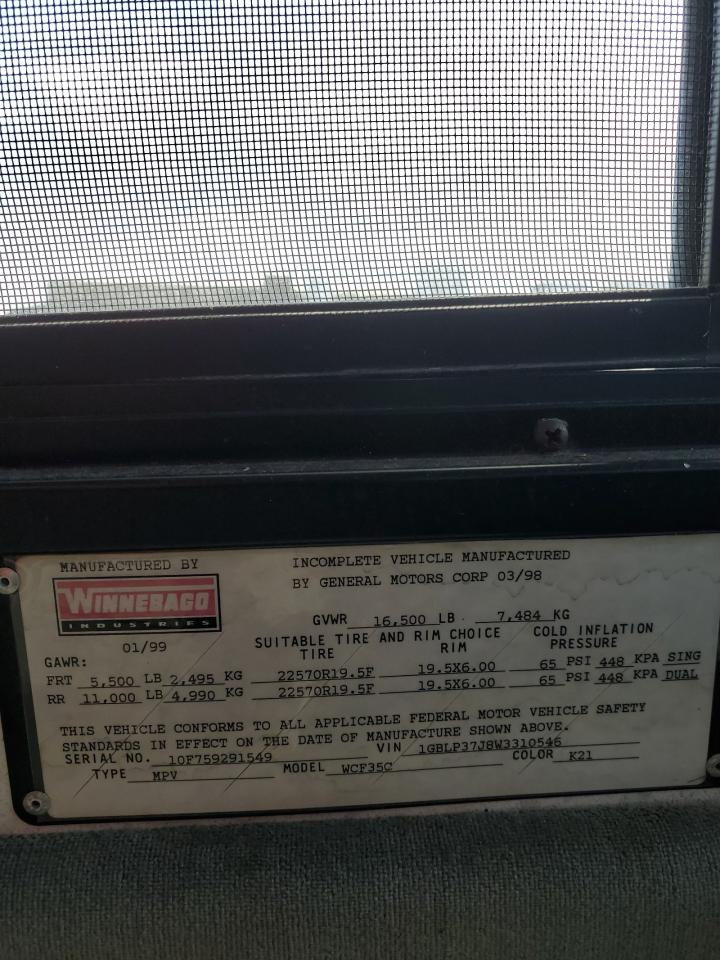 MANUFACTURED BY
WINNEBAGO
INDUSTRIES
01/99
INCOMPLETE VEHICLE MANUFACTURED
BY GENERAL MOTORS CORP 03/98
GVWR 16,500 LB . 7,484 KG
SUITABLE TIRE AND RIM CHOICE COLD INFLATION
TIRE RIM PRESSURE
GAWR:
FRT 5,500 LB 2,495 KG 22570R19.5F 19.5X6.00 65 PSI 448 KPA SING
RR 11,000 LB 4,990 KG 22570R19.5F 19.5X6.00 65 PSI 448 KPA DUAL
THIS VEHICLE CONFORMS TO ALL APPLICABLE FEDERAL MOTOR VEHICLE SAFETY
STANDARDS IN EFFECT ON THE DATE OF MANUFACTURE SHOWN ABOVE.
SERIAL NO. 10F759291549 VIN 1GBLP37J8W3310546
TYPE MPV MODEL WCF35C COLOR K21